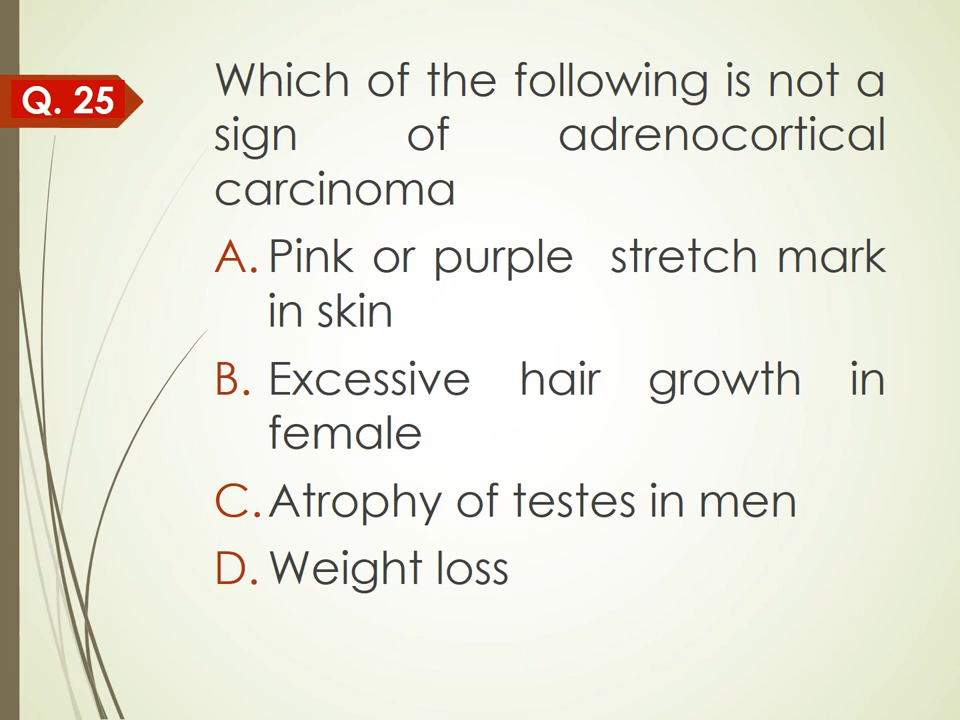 Q. 25
Which of the following is not a
sign of adrenocortical
carcinoma
A. Pink or purple stretch mark
in skin
B. Excessive hair growth in
female
C. Atrophy of testes in men
D. Weight loss